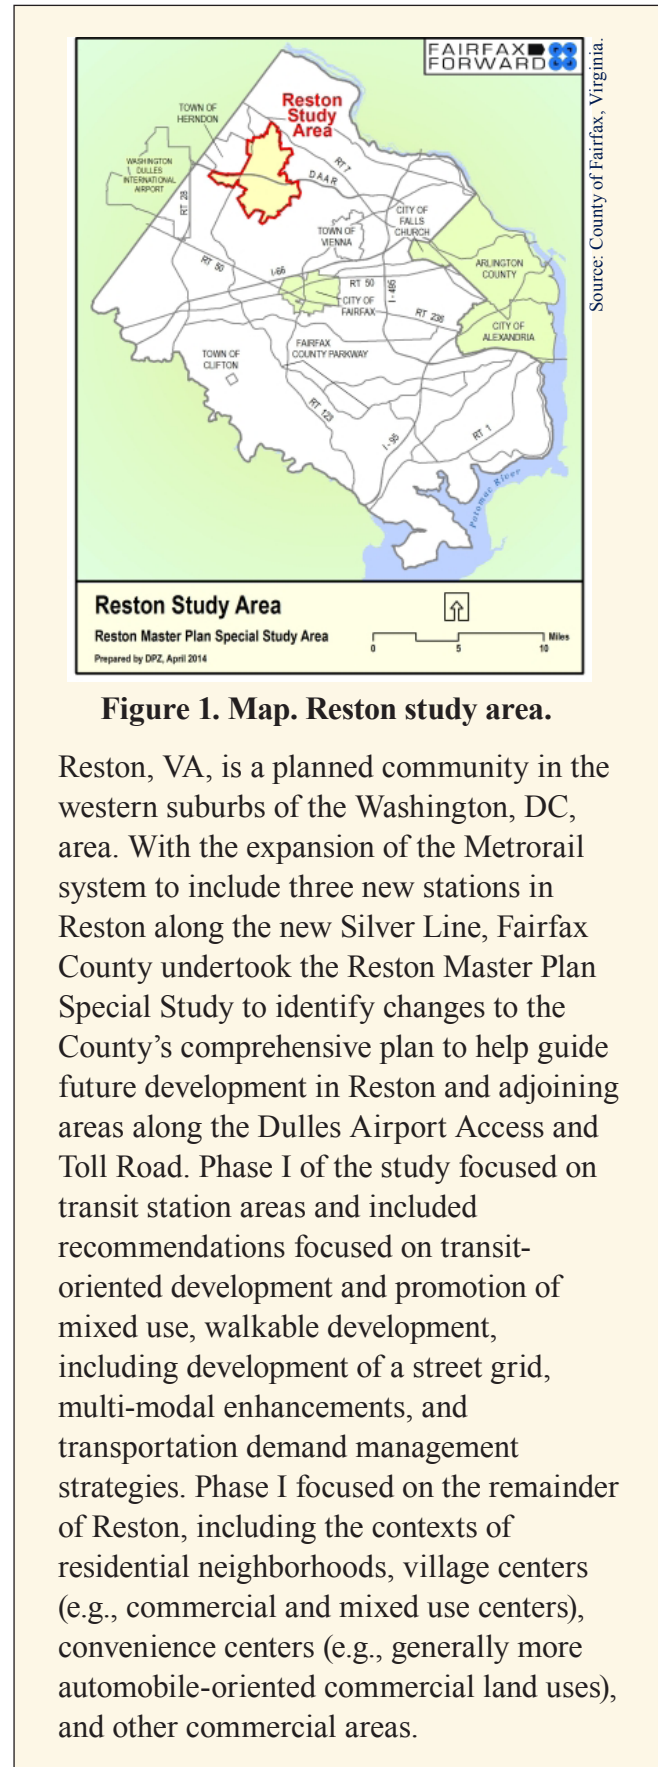 FAIRFAX
FORWARD
Source: County of Fairfax, Virginia.
Reston
Study
Area
TOWN OF
HERNDON
WASHINGTON
DULLES
INTERNATIONAL
AIRPORT
RT 28
RT 7
DAAR
CITY OF
FALLS
CHURCH
TOWN OF
VIENNA
ARLINGTON
COUNTY
RT 50
I-66
RT 50
I-495
CITY OF
FAIRFAX
RT 236
CITY OF
ALEXANDRIA
FAIRFAX
COUNTY PARKWAY
TOWN OF
CLIFTON
RT 123
I-95
RT 1
Potomac River
Reston Study Area
Reston Master Plan Special Study Area
Prepared by DPZ, April 2014
Miles
0 5 10
Figure 1. Map. Reston study area.
Reston, VA, is a planned community in the
western suburbs of the Washington, DC,
area. With the expansion of the Metrorail
system to include three new stations in
Reston along the new Silver Line, Fairfax
County undertook the Reston Master Plan
Special Study to identify changes to the
County’s comprehensive plan to help guide
future development in Reston and adjoining
areas along the Dulles Airport Access and
Toll Road. Phase I of the study focused on
transit station areas and included
recommendations focused on transit-
oriented development and promotion of
mixed use, walkable development,
including development of a street grid,
multi-modal enhancements, and
transportation demand management
strategies. Phase I focused on the remainder
of Reston, including the contexts of
residential neighborhoods, village centers
(e.g., commercial and mixed use centers),
convenience centers (e.g., generally more
automobile-oriented commercial land uses),
and other commercial areas.